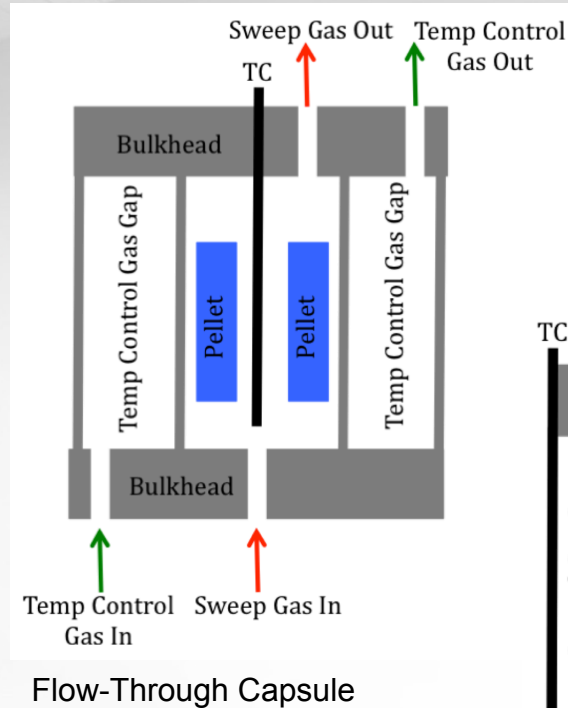 Sweep Gas Out
Temp Control
Gas Out
TC
Bulkhead
Temp Control Gas Gap
Pellet
Pellet
Temp Control Gas Gap
TC
Bulkhead
Temp Control
Gas In
Sweep Gas In
Flow-Through Capsule